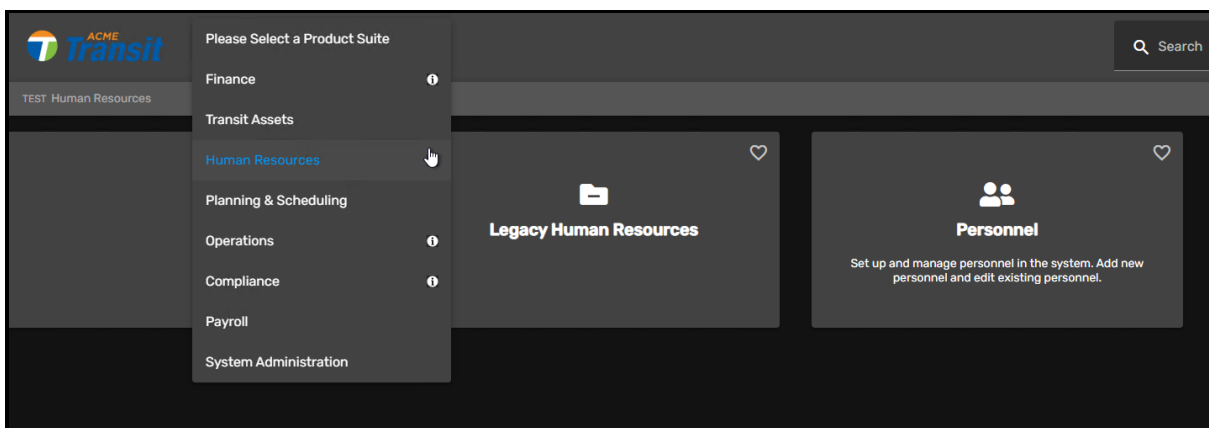 ACME
Transit
Please Select a Product Suite
Search
Finance
TEST Human Resources
Transit Assets
Human Resources
Planning & Scheduling
Operations
Compliance
Payroll
System Administration
Legacy Human Resources
Personnel
Set up and manage personnel in the system. Add new
personnel and edit existing personnel.